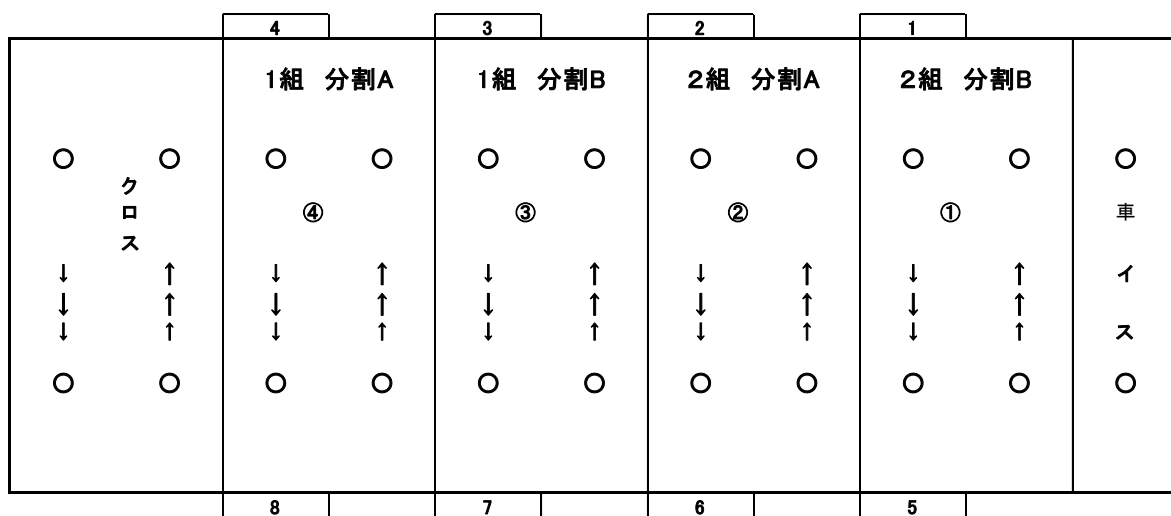 4 3 2 1
1組 分割A 1組 分割B 2組 分割A 2組 分割B
○ ○ ○ ○ ○ ○ ○ ○ ○ ○ ○
クロス ④ ③ ② ① 車イス
↓ ↑ ↓ ↑ ↓ ↑ ↓ ↑ ↓ ↑
↓ ↑ ↓ ↑ ↓ ↑ ↓ ↑ ↓ ↑
↓ ↑ ↓ ↑ ↓ ↑ ↓ ↑ ↓ ↑
○ ○ ○ ○ ○ ○ ○ ○ ○ ○ ○
8 7 6 5